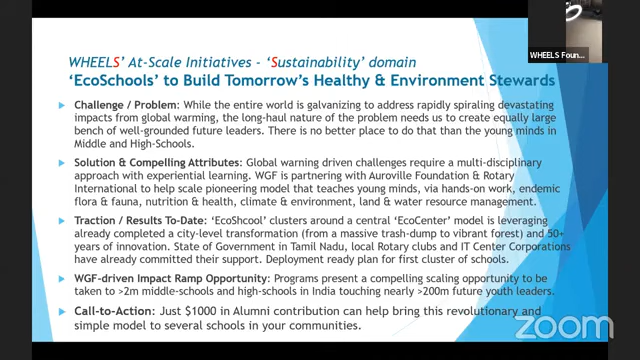 WHEELS' At-Scale Initiatives - 'Sustainability' domain
'EcoSchools' to Build Tomorrow's Healthy & Environment Stewards
Challenge / Problem: While the entire world is galvanizing to address rapidly spiraling devastating
impacts from global warming, the long-haul nature of the problem needs us to create equally large
bench of well-grounded future leaders. There is no better place to do that than the young minds in
Middle and High-Schools.
Solution & Compelling Attributes: Global warning driven challenges require a multi-disciplinary
approach with experiential learning. WGF is partnering with Auroville Foundation & Rotary
International to help scale pioneering model that teaches young minds, via hands-on work, endemic
flora & fauna, nutrition & health, climate & environment, land & water resource management.
Traction / Results To-Date: 'EcoShcool' clusters around a central 'EcoCenter' model is leveraging
already completed a city-level transformation (from a massive trash-dump to vibrant forest) and 50+
years of innovation. State of Government in Tamil Nadu, local Rotary clubs and IT Center Corporations
have committed their support. Deployment ready plan for first cluster of schools.
WGF-driven Impact Ramp Opportunity: Programs present a compelling scaling opportunity to be
taken to >2m middle-schools and high-schools in India touching nearly >200m future youth leaders.
Call-to-Action: Just $1000 in Alumni contribution can help bring this revolutionary and
simple model to several schools in your communities.
WHEELS Foun...
zoom